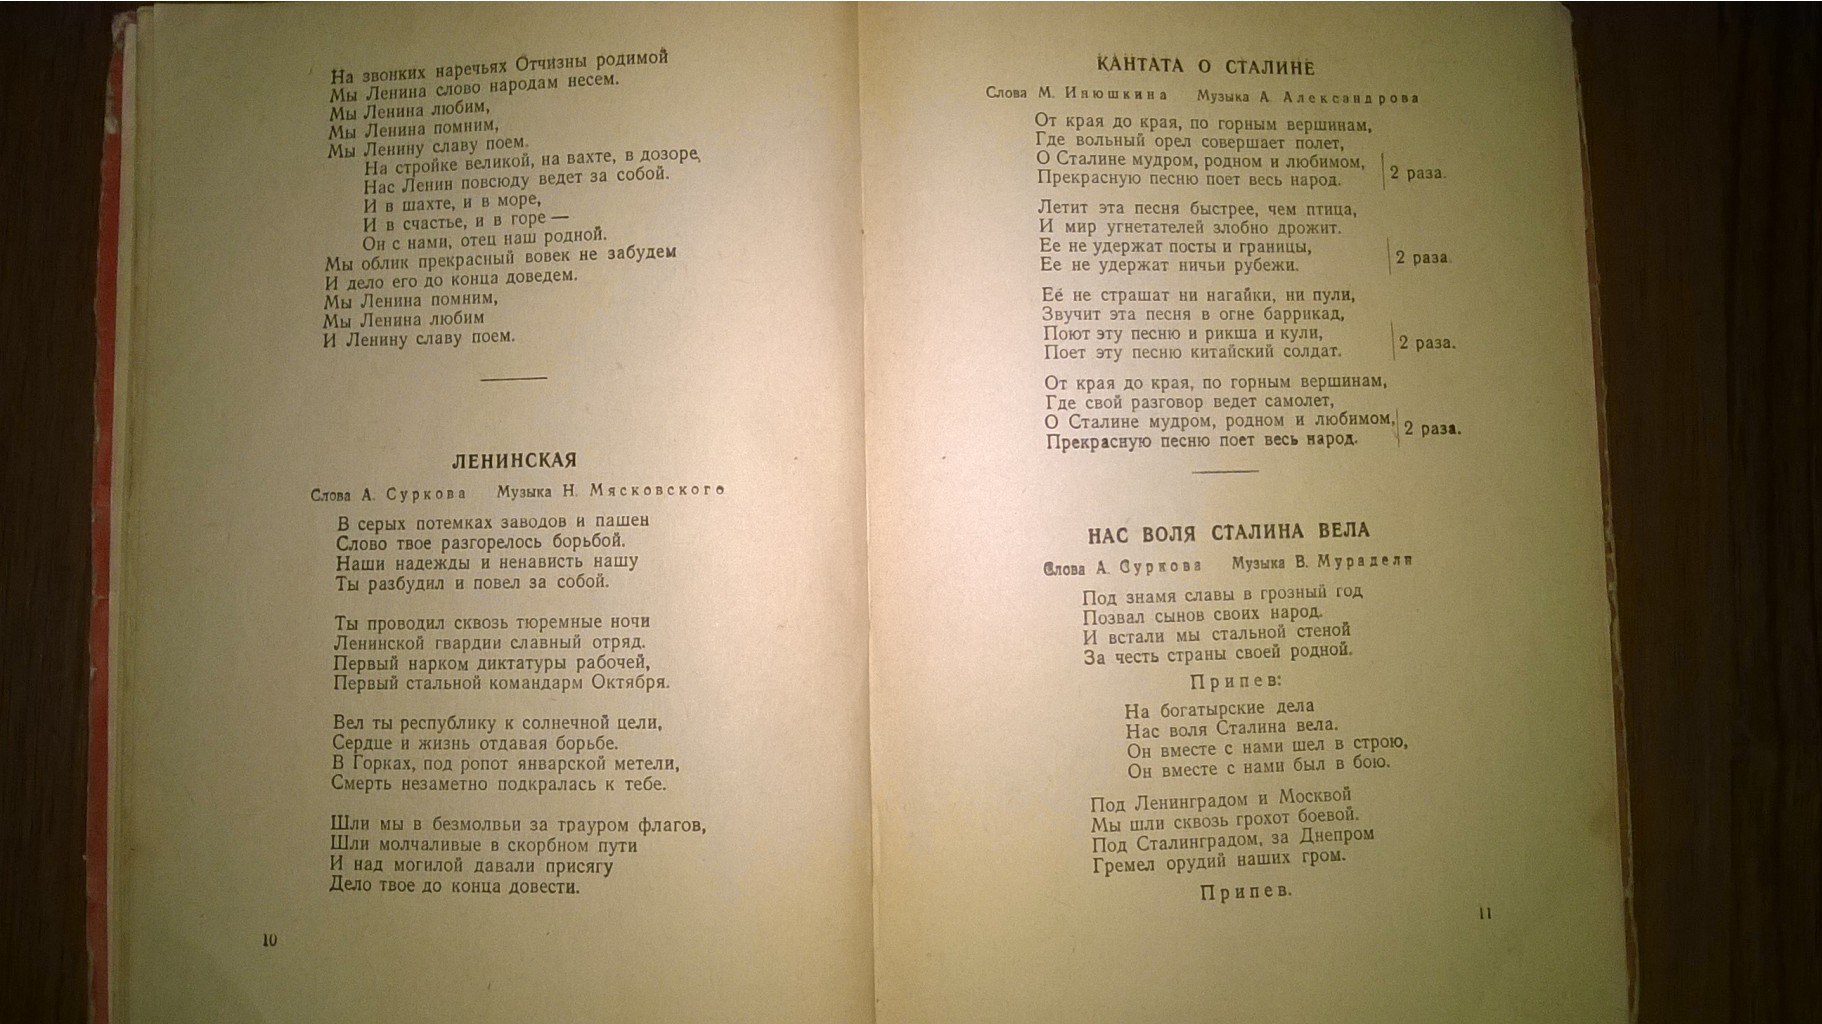 На звонких наречьях Отчизны родимой
Мы Ленина слово народам несем.
Мы Ленина любим,
Мы Ленина помним,
Мы Ленину славу поем.
На стройке великой, на вахте, в дозоре,
Нас Ленин повсюду ведет за собой.
И в шахте, и в море,
И в счастье, и в горе —
Он с нами, отец наш родной.
Мы облик прекрасный вовек не забудем
И дело его до конца доведем.
Мы Ленина помним,
Мы Ленина любим
И Ленину славу поем.
ЛЕНИНСКАЯ
Слова А. Суркова Музыка Н. Мясковского
В серых потемках заводов и пашен
Слово твое разгорелось борьбой.
Наши надежды и ненависть нашу
Ты разбудил и повел за собой.
Ты проводил сквозь тюремные ночи
Ленинской гвардии славный отряд.
Первый нарком диктатуры рабочей,
Первый стальной командарм Октября.
Вел ты республику к солнечной цели,
Сердце и жизнь отдавая борьбе.
В Горках, под ропот январской метели,
Смерть незаметно подкралась к тебе.
Шли мы в безмолвьи за трауром флагов,
Шли молчаливые в скорбном пути
И над могилой давали присягу
Дело твое до конца довести.
10
КАНТАТА О СТАЛИНЕ
Слова М. Инюшкина Музыка А. Александрова
От края до края, по горным вершинам,
Где вольный орел совершает полет,
О Сталине мудром, родном и любимом,
Прекрасную песню поет весь народ.
2 раза.
Летит эта песня быстрее, чем птица,
И мир угнетателей злобно дрожит.
Ее не удержат посты и границы,
Ее не удержат ничьи рубежи.
2 раза.
Её не страшат ни нагайки, ни пули,
Звучит эта песня в огне баррикад,
Поют эту песню и рикша и кули,
Поет эту песню китайский солдат.
2 раза.
От края до края, по горным вершинам,
Где свой разговор ведет самолет,
О Сталине мудром, родном и любимом,
Прекрасную песню поет весь народ.
2 раза.
НАС ВОЛЯ СТАЛИНА ВЕЛА
Слова А. Суркова Музыка В. Мурадели
Под знамя славы в грозный год
Позвал сынов своих народ.
И встали мы стальной стеной
За честь страны своей родной.
Припев:
На богатырские дела
Нас воля Сталина вела.
Он вместе с нами шел в строю,
Он вместе с нами был в бою.
Под Ленинградом и Москвой
Мы шли сквозь грохот боевой.
Под Сталинградом, за Днепром
Гремел орудий наших гром.
Припев.
11